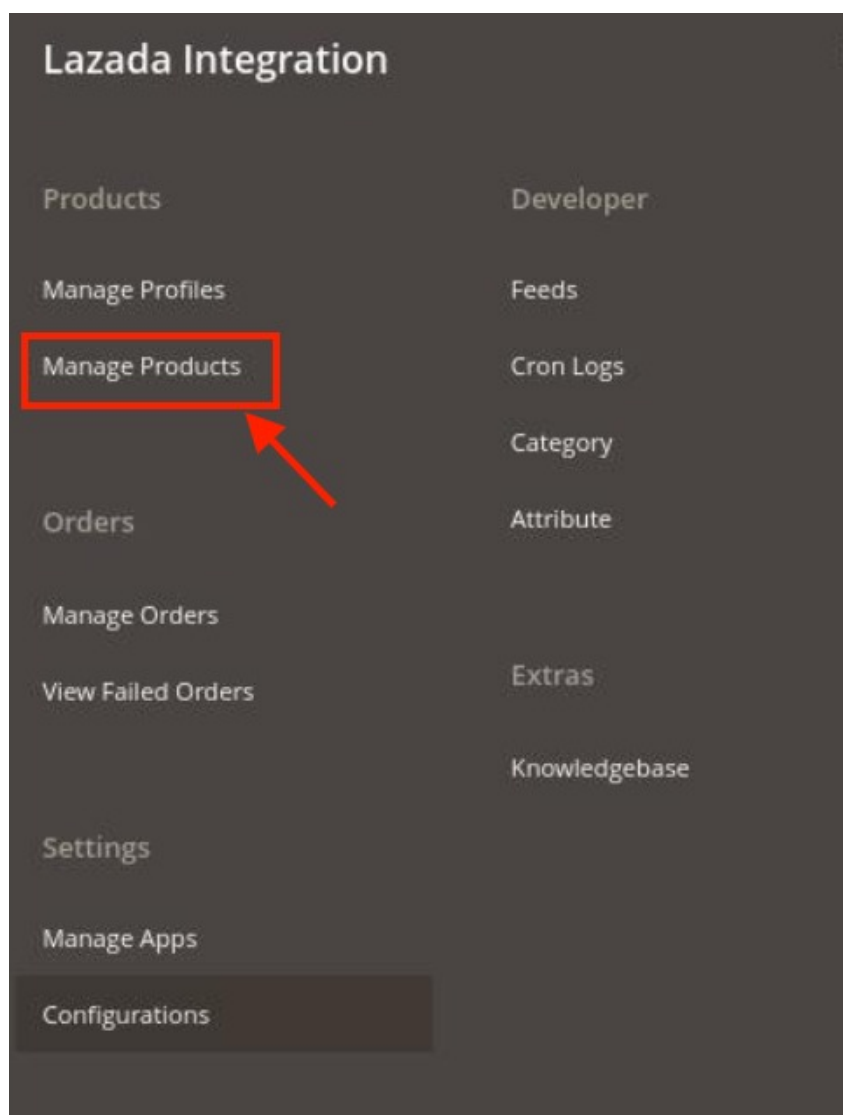 Lazada Integration
Products
Manage Profiles
Manage Products
Orders
Manage Orders
View Failed Orders
Settings
Manage Apps
Configurations
Developer
Feeds
Cron Logs
Category
Attribute
Extras
Knowledgebase